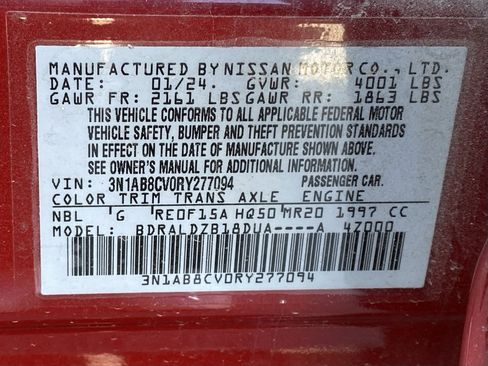 MANUFACTURED BY NISSAN MOTOR CO., LTD.
DATE: 01/24. GVWR: 4001 LBS
GAWR FR: 2161 LBS GAWR RR: 1863 LBS
THIS VEHICLE CONFORMS TO ALL APPLICABLE FEDERAL MOTOR
VEHICLE SAFETY, BUMPER AND THEFT PREVENTION STANDARDS
IN EFFECT ON THE DATE OF MANUFACTURE SHOWN ABOVE.
SEE OWNER'S MANUAL FOR ADDITIONAL INFORMATION.
VIN: 3N1AB8CV0RY277094 PASSENGER CAR.
COLOR TRIM TRANS AXLE ENGINE
NBL G RE0F15A HQ50 MR20 1997 CC
MODEL: BDRALDZB18DUA----A 4Z000
3N1AB8CV0RY277094